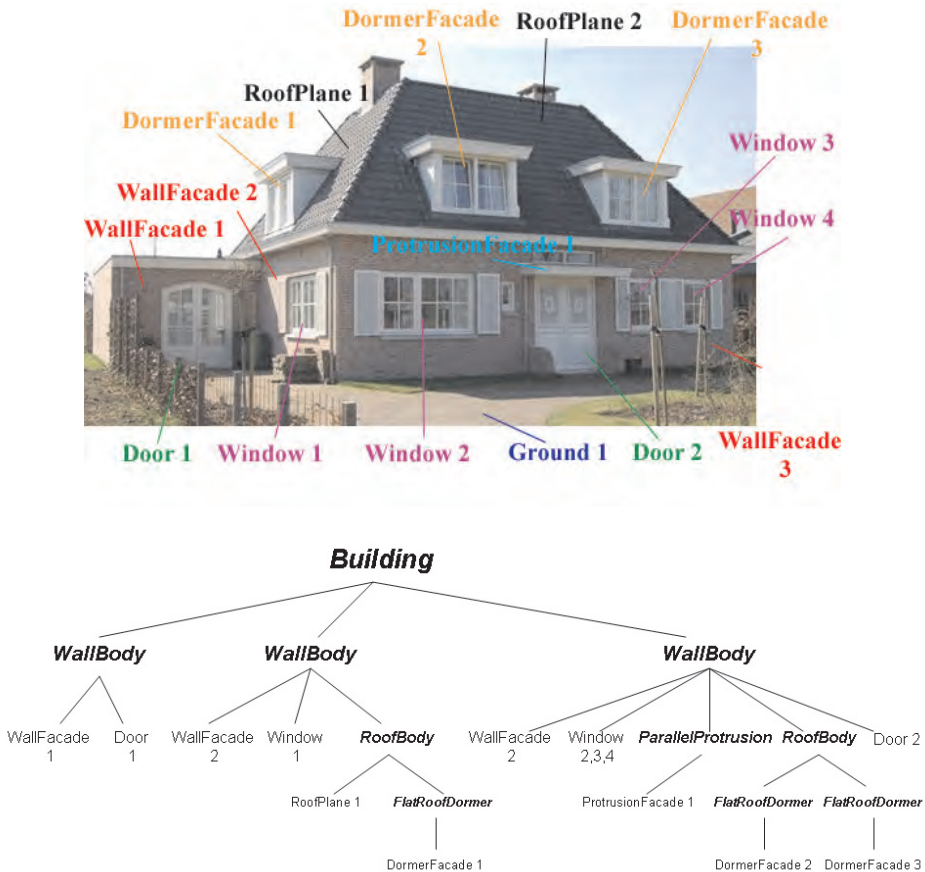 DormerFacade
2
RoofPlane 2
DormerFacade
3
RoofPlane 1
DormerFacade 1
Window 3
WallFacade 2
Window 4
WallFacade 1
ProtrusionFacade 1
Door 1
Window 1
Window 2
Ground 1
Door 2
WallFacade
3
Building
WallBody
WallBody
WallBody
WallFacade
1
Door
1
WallFacade
2
Window
1
RoofBody
WallFacade
2
Window
2,3,4
ParallelProtrusion
RoofBody
Door 2
RoofPlane 1
FlatRoofDormer
ProtrusionFacade 1
FlatRoofDormer
FlatRoofDormer
DormerFacade 1
DormerFacade 2
DormerFacade 3